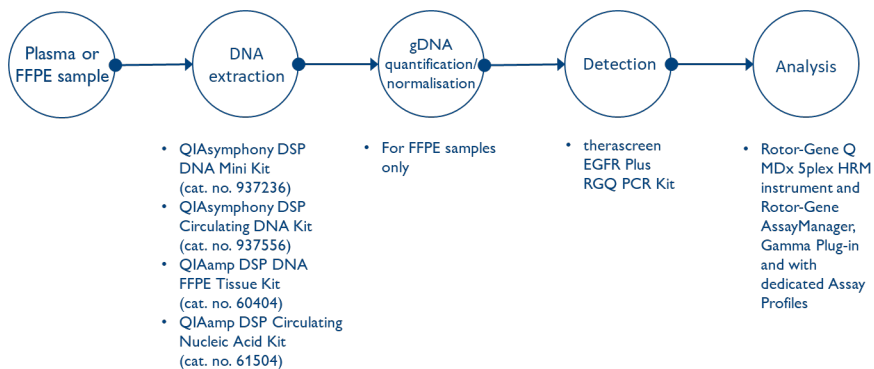 Plasma or
FFPE sample
DNA
extraction
gDNA
quantification/
normalisation
Detection
Analysis
• QIAsymphony DSP
DNA Mini Kit
(cat. no. 937236)
• QIAsymphony DSP
Circulating DNA Kit
(cat. no. 937556)
• QIAamp DSP DNA
FFPE Tissue Kit
(cat. no. 60404)
• QIAamp DSP Circulating
Nucleic Acid Kit
(cat. no. 61504)
• For FFPE samples
only
• therascreen
EGFR Plus
RGQ PCR Kit
• Rotor-Gene Q
MDx 5plex HRM
instrument and
Rotor-Gene
AssayManager,
Gamma Plug-in
and with
dedicated Assay
Profiles